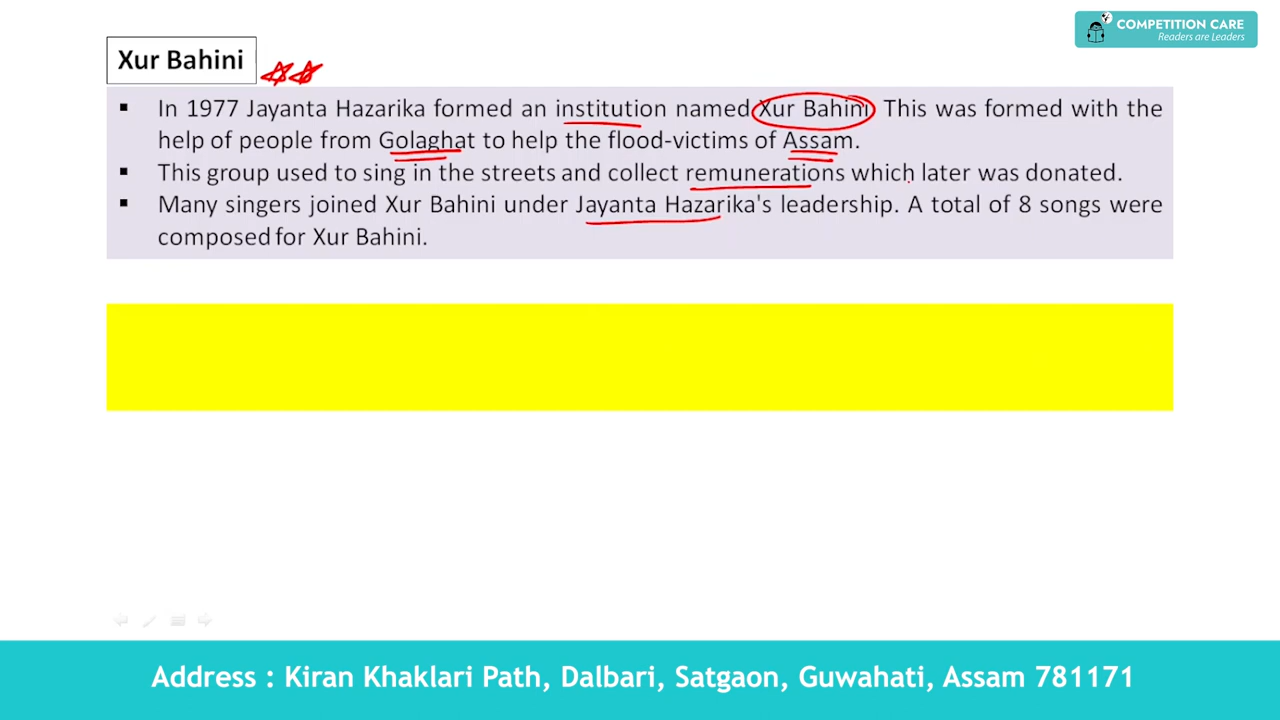 COMPETITION CARE
Readers are Leaders
Xur Bahini
▪ In 1977 Jayanta Hazarika formed an institution named Xur Bahini This was formed with the
help of people from Golaghat to help the flood-victims of Assam.
▪ This group used to sing in the streets and collect remunerations which later was donated.
▪ Many singers joined Xur Bahini under Jayanta Hazarika's leadership. A total of 8 songs were
composed for Xur Bahini.
Address : Kiran Khaklari Path, Dalbari, Satgaon, Guwahati, Assam 781171